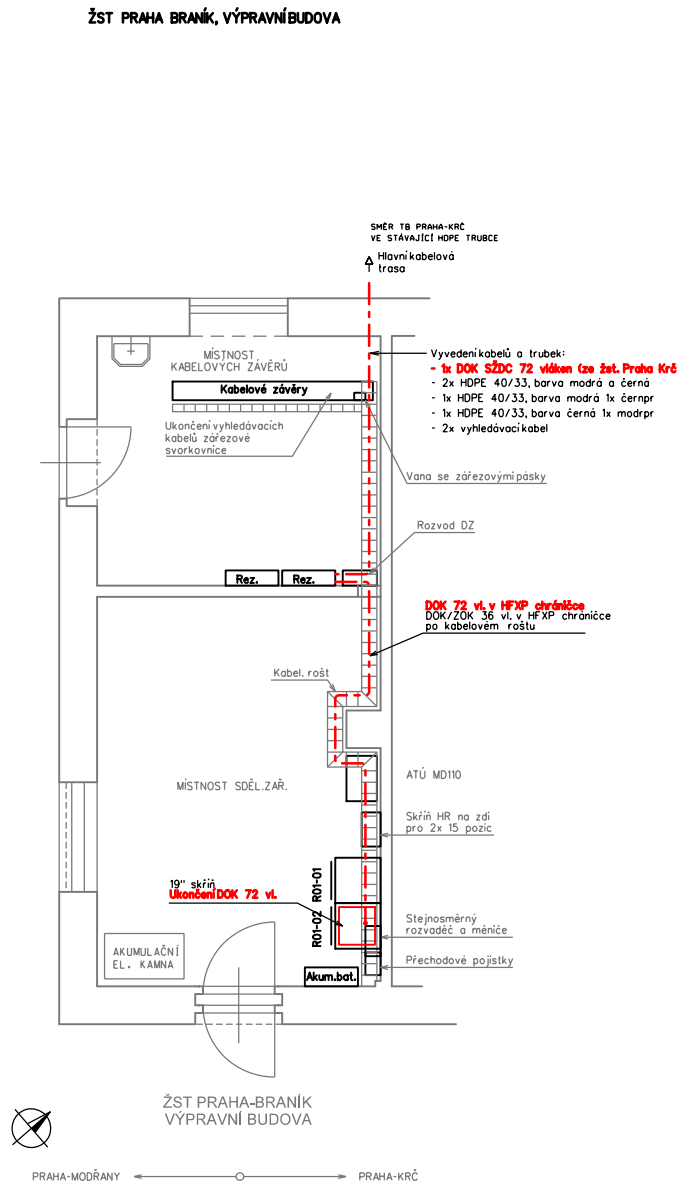 ŽST PRAHA BRANÍK, VÝPRAVNÍ BUDOVA
SMĚR TB PRAHA-KRČ
VE STÁVAJÍCÍ HDPE TRUBCE
Hlavní kabelová
trasa
MÍSTNOST
KABELOVÝCH ZÁVĚRŮ
Vyvedení kabelů a trubek:
- 1x DOK SŽDC 72 vláken (ze žst. Praha Krč
- 2x HDPE 40/33, barva modrá a černá
- 1x HDPE 40/33, barva modrá 1x černpr
- 1x HDPE 40/33, barva černá 1x modrpr
- 2x vyhledávací kabel
Kabelové závěry
Ukončení vyhledávacích
kabelů zářezové
svorkovnice
Vana se zářezovými pásky
Rozvod DZ
Rez.
Rez.
DOK 72 vl. v HFXP chráničce
DOK/ZOK 36 vl. v HFXP chráničce
po kabelovém roštu
Kabel. rošt
MÍSTNOST SDĚL.ZAŘ.
ATÚ MD110
Skříň HR na zdi
pro 2x 15 pozic
R01-01
19" skříň
Ukončení DOK 72 vl.
R01-02
Stejnosměrný
rozvaděč a měniče
AKUMULAČNÍ
EL. KAMNA
Přechodové pojistky
Akum.bat.
ŽST PRAHA-BRANÍK
VÝPRAVNÍ BUDOVA
PRAHA-MODŘANY
PRAHA-KRČ